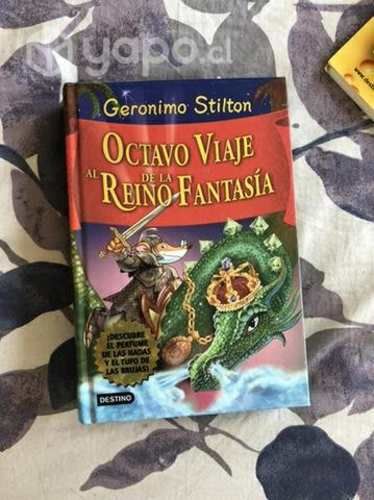 yapo.cl
Geronimo Stilton
OCTAVO VIAJE
AL REINO DE LA FANTASÍA
¡DESCUBRE
EL PERFUME
DE LAS HADAS
Y EL TUFO DE
LAS BRUJAS!
DESTINO